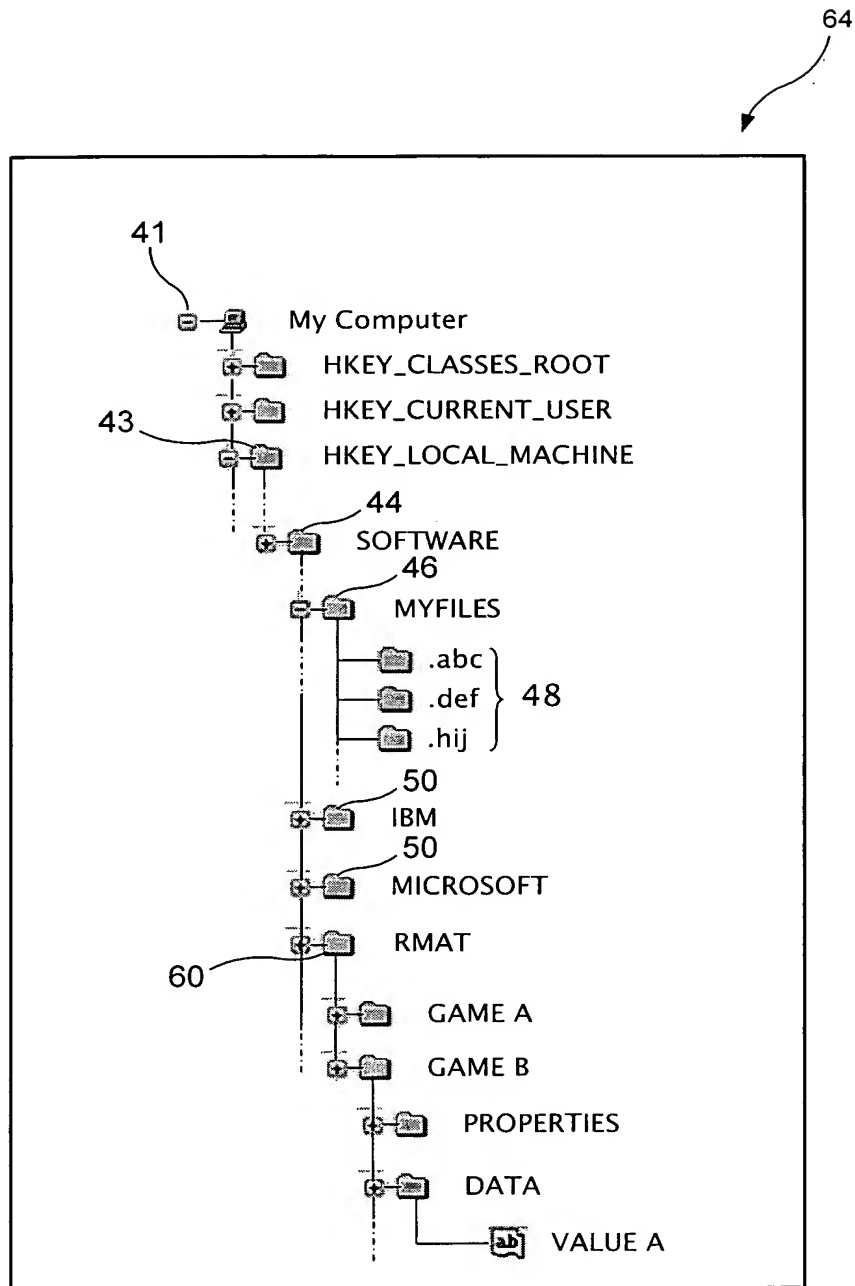 64
41
My Computer
HKEY_CLASSES_ROOT
HKEY_CURRENT_USER
43
HKEY_LOCAL_MACHINE
44
SOFTWARE
46
MYFILES
.abc
.def
48
.hij
50
IBM
50
MICROSOFT
RMAT
60
GAME A
GAME B
PROPERTIES
DATA
ab
VALUE A